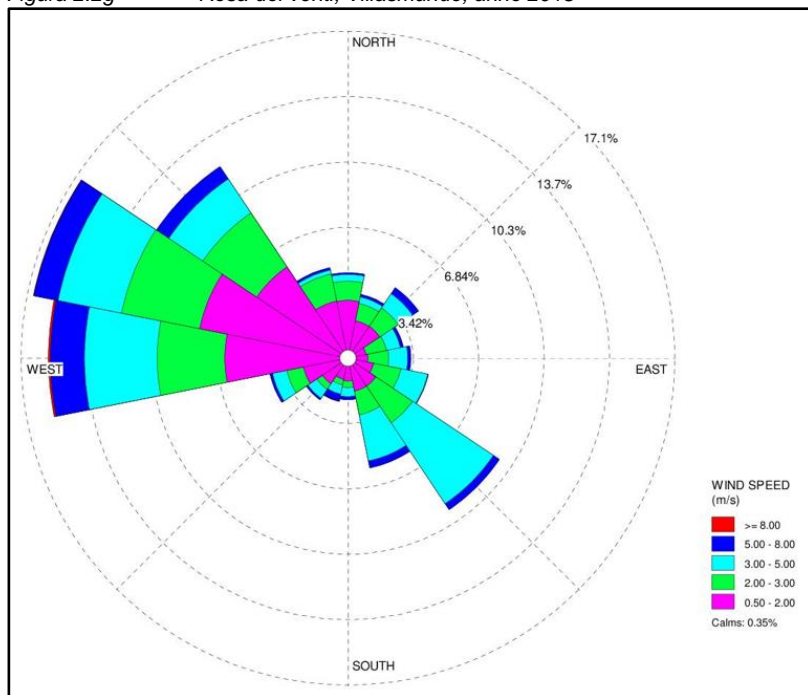 NORTH
17.1%
13.7%
10.3%
6.84%
3.42%
WEST
EAST
SOUTH
WIND SPEED
(m/s)
>= 8.00
5.00 - 8.00
3.00 - 5.00
2.00 - 3.00
0.50 - 2.00
Calms: 0.35%